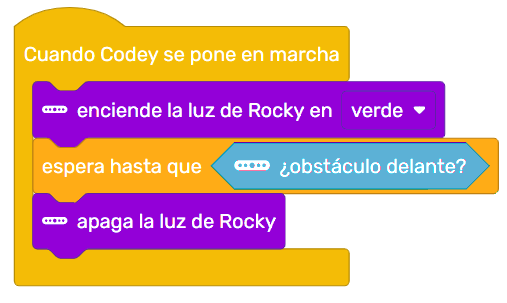 Cuando Codey se pone en marcha
enciende la luz de Rocky en verde
espera hasta que ¿obstáculo delante?
apaga la luz de Rocky